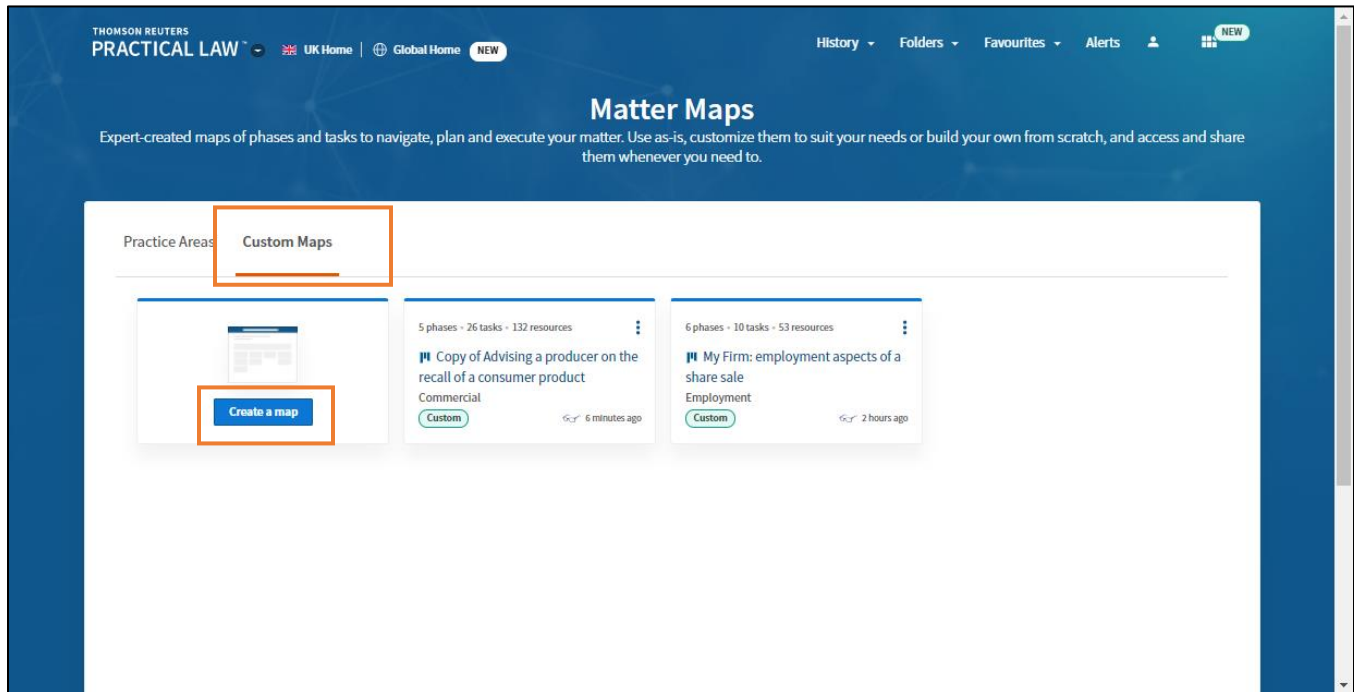 THOMSON REUTERS
PRACTICAL LAW™ UK Home | Global Home NEW History Folders Favourites Alerts NEW
Matter Maps
Expert-created maps of phases and tasks to navigate, plan and execute your matter. Use as-is, customize them to suit your needs or build your own from scratch, and access and share
them whenever you need to.
Practice Areas Custom Maps
Create a map
5 phases - 26 tasks - 132 resources
Copy of Advising a producer on the
recall of a consumer product
Commercial
Custom 6 minutes ago
6 phases - 10 tasks - 53 resources
My Firm: employment aspects of a
share sale
Employment
Custom 2 hours ago